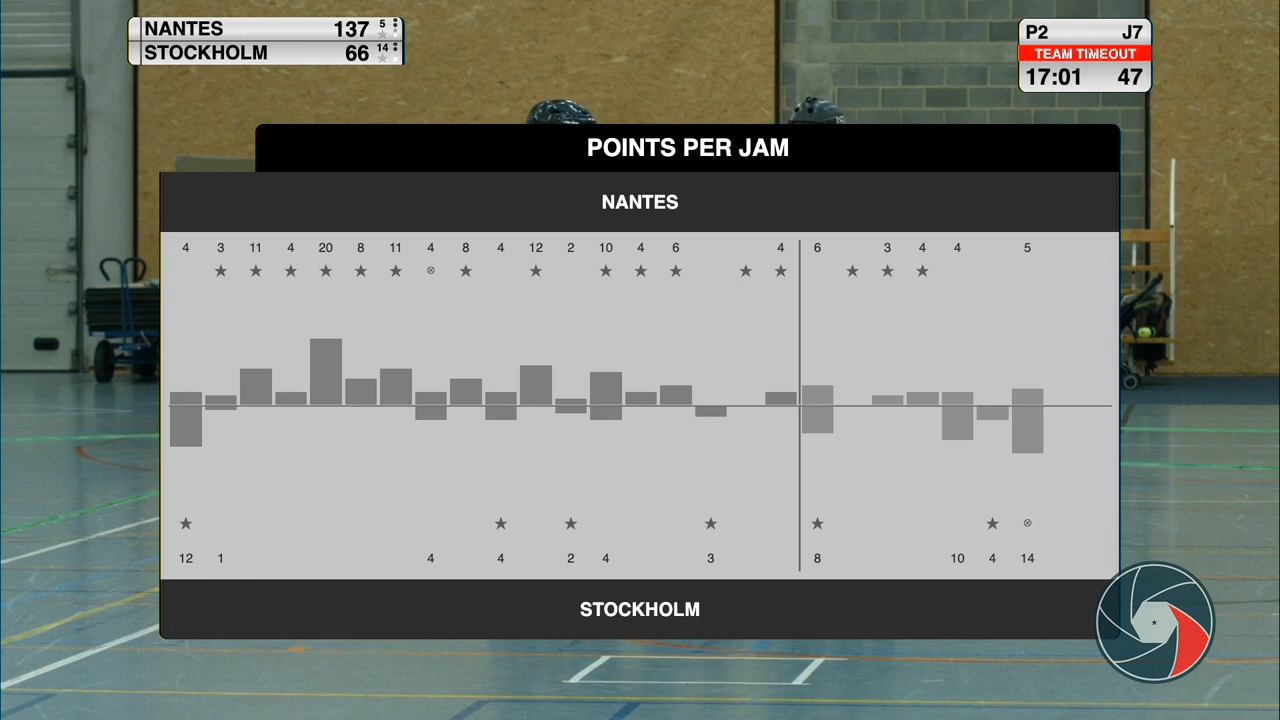 NANTES 137 5
STOCKHOLM 66 14
P2 J7
TEAM TIMEOUT
17:01 47
POINTS PER JAM
NANTES
4 3 11 4 20 8 11 4 8 4 12 2 10 4 6 4 6 3 4 4 5
12 1 4 4 2 4 3 8 10 4 14
STOCKHOLM